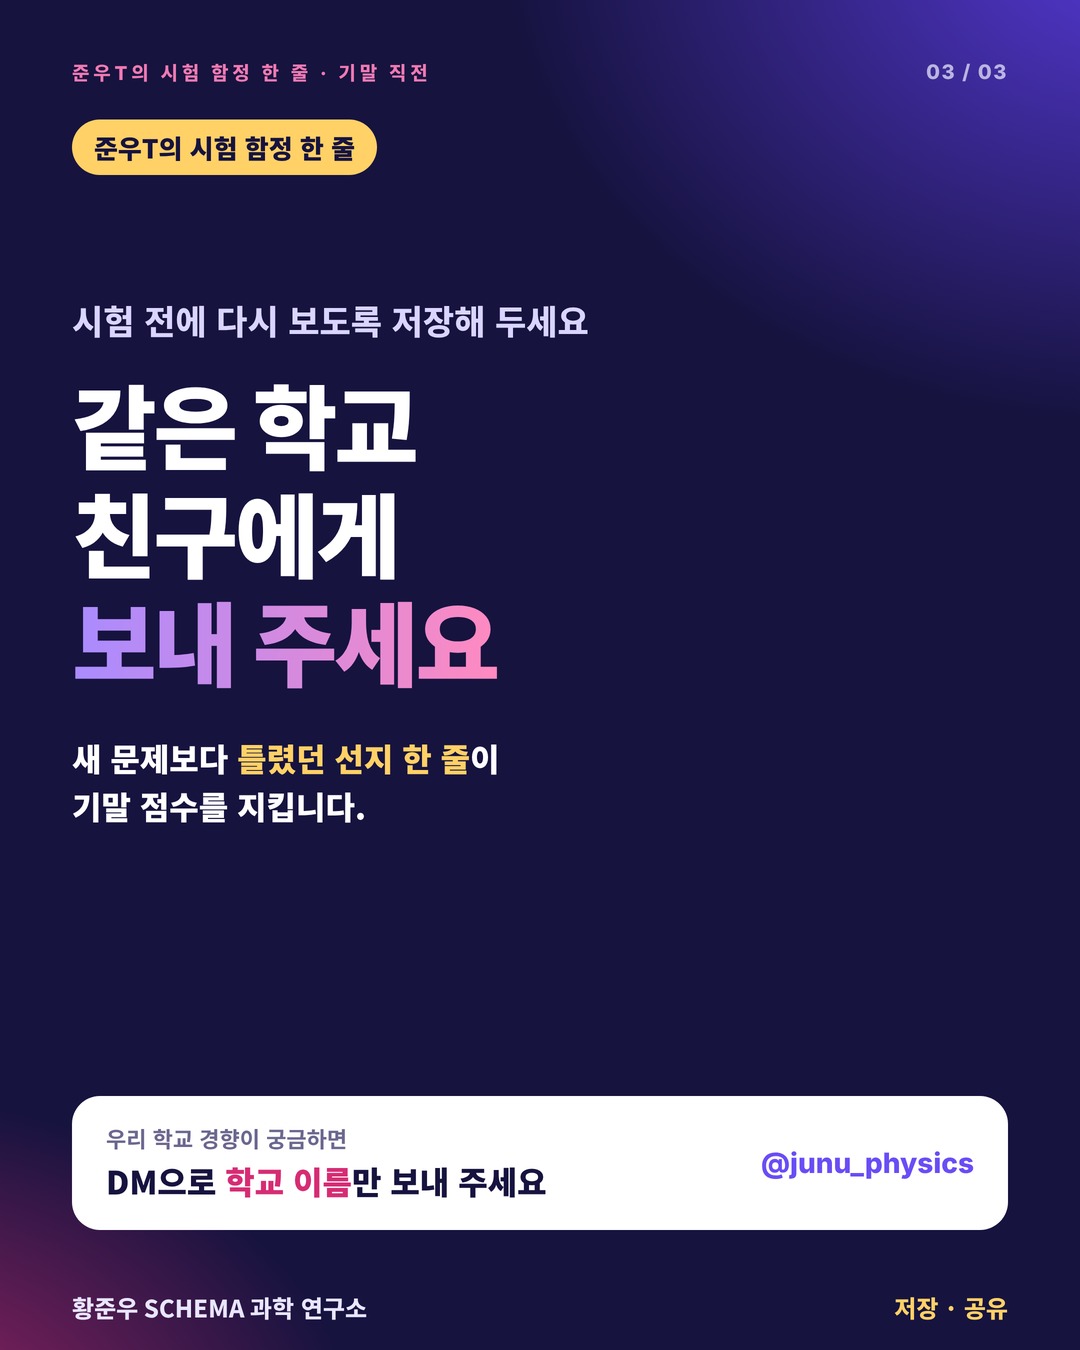 준우T의 시험 함정 한 줄 · 기말 직전
03 / 03
준우T의 시험 함정 한 줄
시험 전에 다시 보도록 저장해 두세요
같은 학교
친구에게
보내 주세요
새 문제보다 틀렸던 선지 한 줄이
기말 점수를 지킵니다.
우리 학교 경향이 궁금하면
DM으로 학교 이름만 보내 주세요
@junu_physics
황준우 SCHEMA 과학 연구소
저장 · 공유